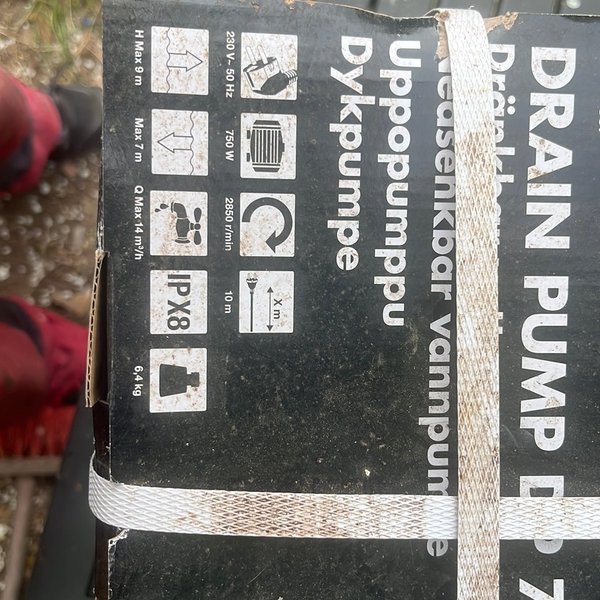 DRAIN PUMP
vannpumpe
Uppopumppu
Dykpumpe
230 V~ 50 Hz
750 W
2850 r/min
X m
10 m
H Max 9 m
Max 7 m
Q Max 14 m³/h
IPX8
6,4 kg